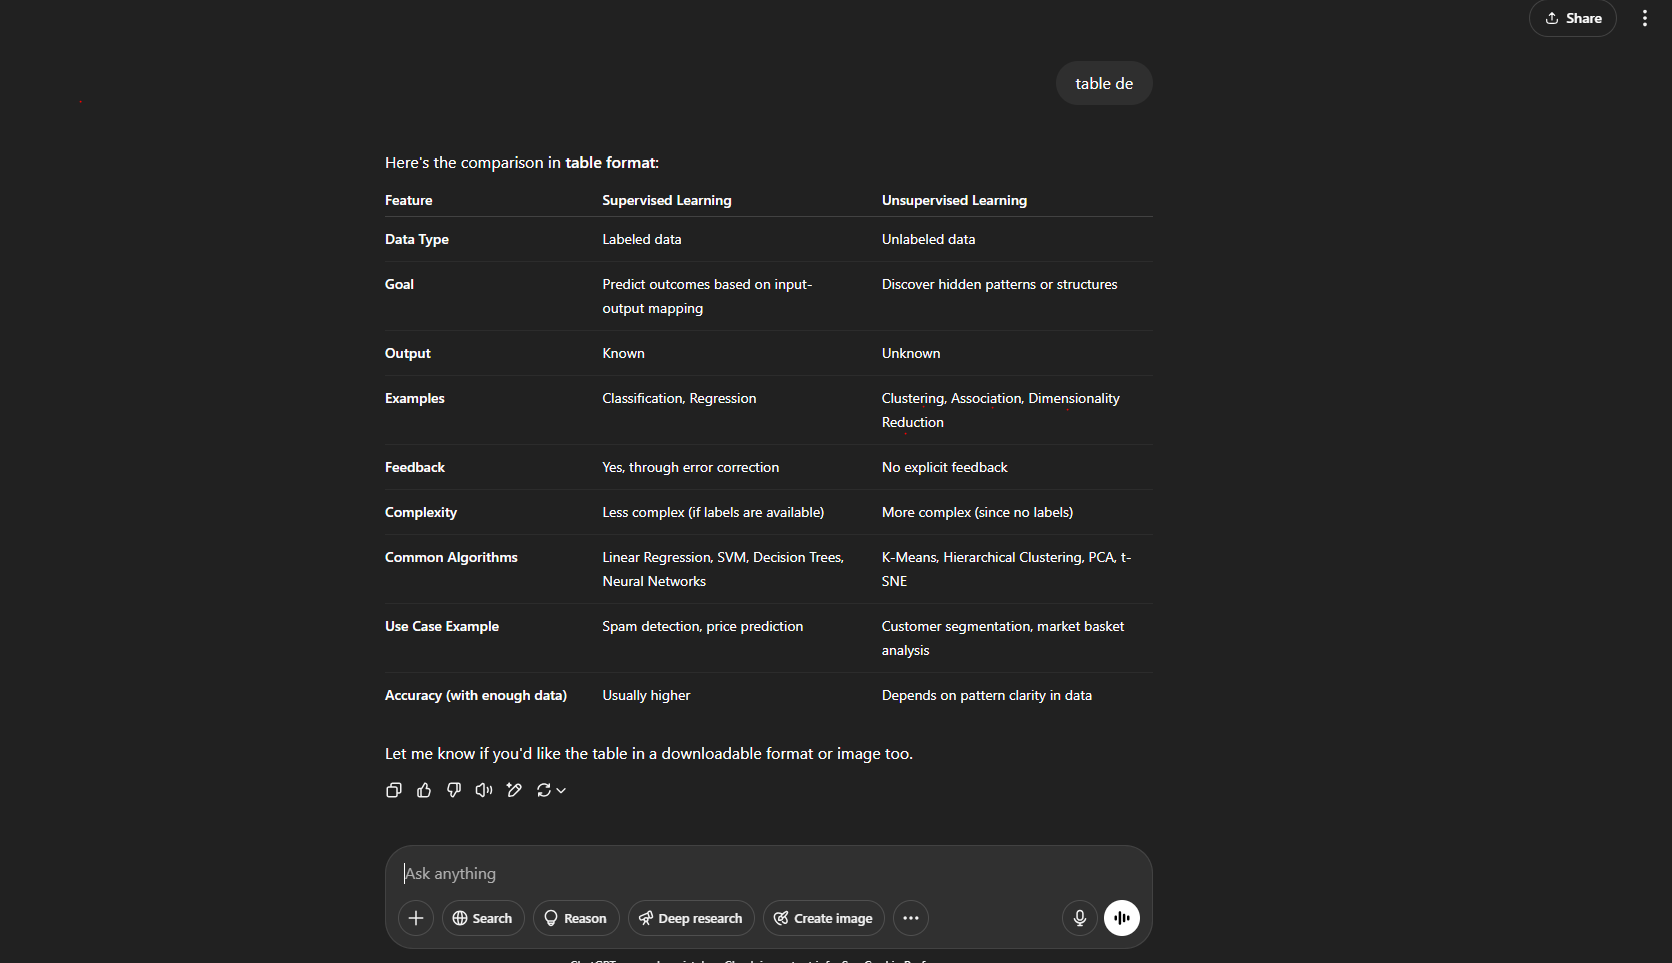 Share
table de
Here's the comparison in table format:
Feature Supervised Learning Unsupervised Learning
Data Type Labeled data Unlabeled data
Goal Predict outcomes based on input- Discover hidden patterns or structures
output mapping
Output Known Unknown
Examples Classification, Regression Clustering, Association, Dimensionality
Reduction
Feedback Yes, through error correction No explicit feedback
Complexity Less complex (if labels are available) More complex (since no labels)
Common Algorithms Linear Regression, SVM, Decision Trees, K-Means, Hierarchical Clustering, PCA, t-
Neural Networks SNE
Use Case Example Spam detection, price prediction Customer segmentation, market basket
analysis
Accuracy (with enough data) Usually higher Depends on pattern clarity in data
Let me know if you'd like the table in a downloadable format or image too.
Ask anything
Search Reason Deep research Create image